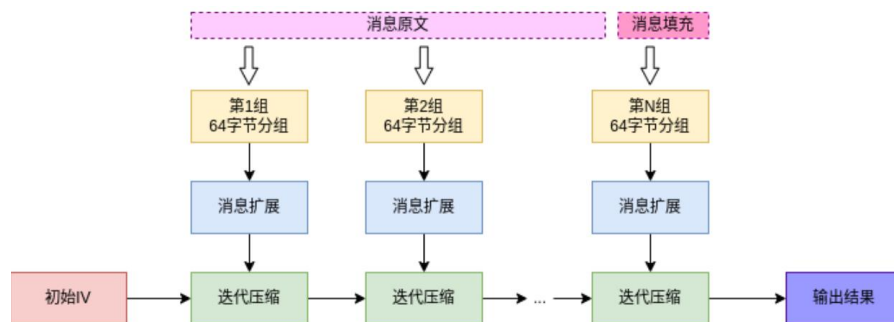 消息原文
消息填充
第1组
64字节分组
第2组
64字节分组
第N组
64字节分组
消息扩展
消息扩展
消息扩展
初始IV
迭代压缩
迭代压缩
...
迭代压缩
输出结果